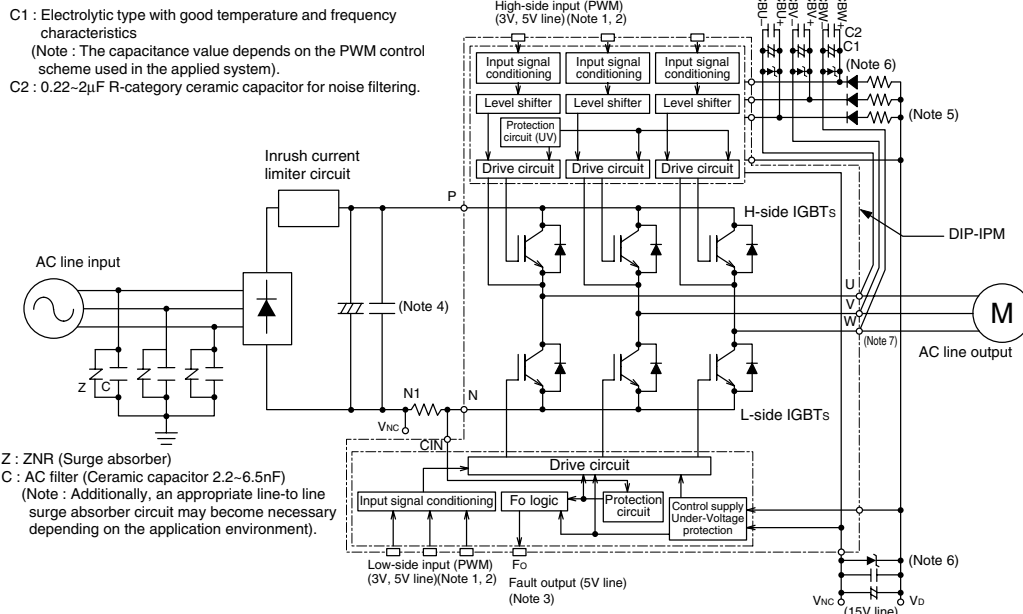 C1 : Electrolytic type with good temperature and frequency
characteristics
(Note : The capacitance value depends on the PWM control
scheme used in the applied system).
C2 : 0.22~2μF R-category ceramic capacitor for noise filtering.
High-side input (PWM)
(3V, 5V line) (Note 1, 2)
CBU–
CBU+
CBV–
CBV+
CBW–
CBW+
C2
C1
(Note 6)
(Note 5)
Input signal
conditioning
Input signal
conditioning
Input signal
conditioning
Level shifter
Level shifter
Level shifter
Protection
circuit (UV)
Drive circuit
Drive circuit
Drive circuit
Inrush current
limiter circuit
P
H-side IGBTS
DIP-IPM
AC line input
(Note 4)
U
V
W
(Note 7)
M
AC line output
Z
C
N1
N
VNC
CIN
L-side IGBTS
Z : ZNR (Surge absorber)
C : AC filter (Ceramic capacitor 2.2~6.5nF)
(Note : Additionally, an appropriate line-to line
surge absorber circuit may become necessary
depending on the application environment).
Drive circuit
Input signal conditioning
Fo logic
Protection
circuit
Control supply
Under-Voltage
protection
Low-side input (PWM)
(3V, 5V line)(Note 1, 2)
FO
Fault output (5V line)
(Note 3)
(Note 6)
VNC
VD
(15V line)